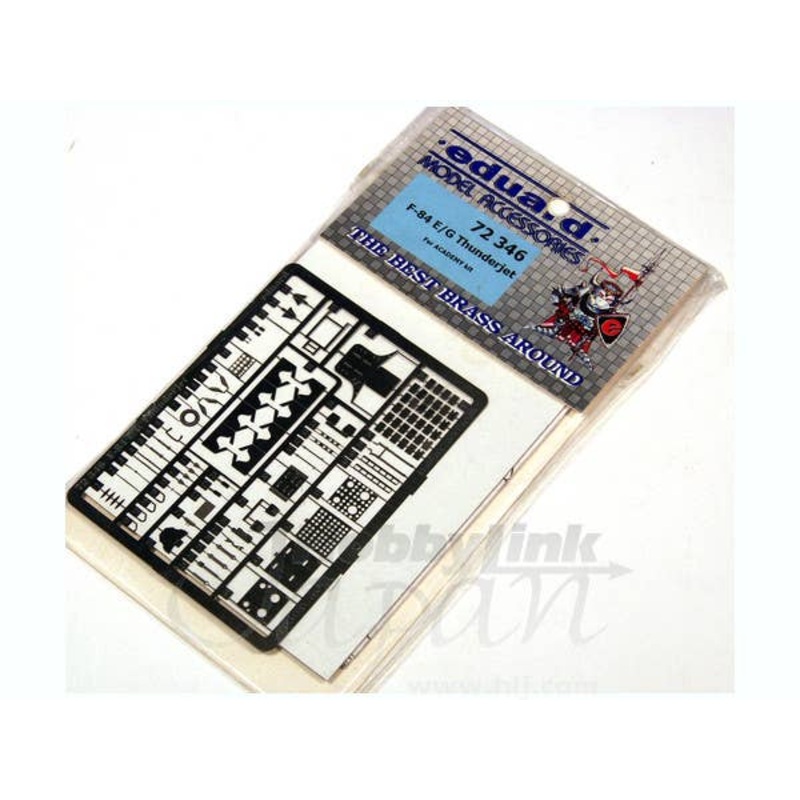 ·eduard·
MODEL ACCESSORIES
72 346
F-84 E/G Thunderjet
For ACADEMY kit
THE BEST BRASS AROUND
HobbyLink
Japan
www.hlj.com